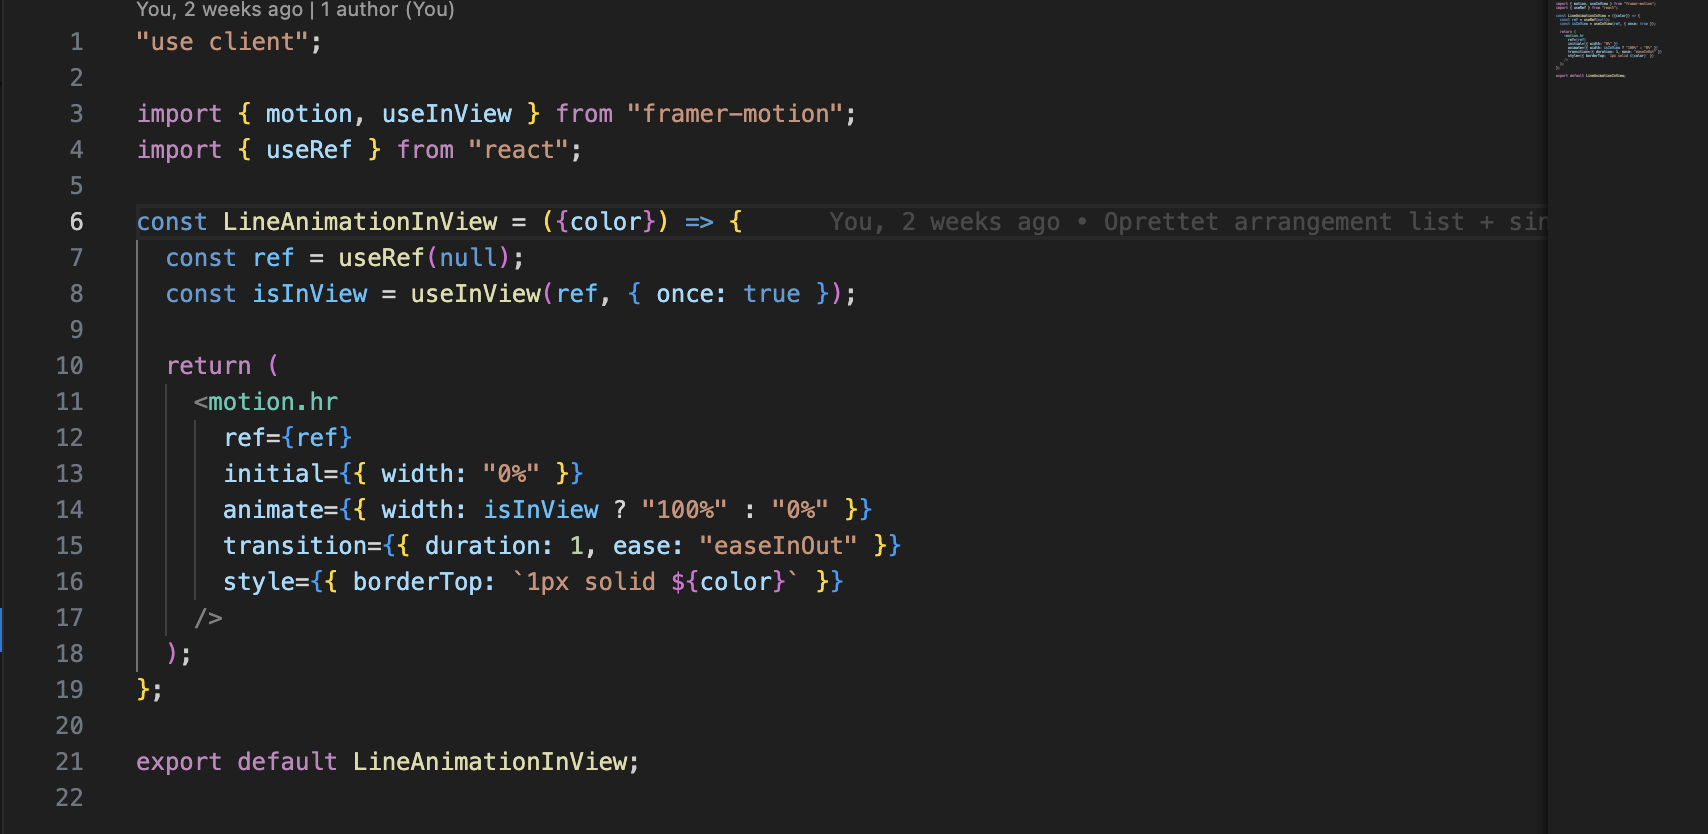 You, 2 weeks ago | 1 author (You)
1 "use client";
2
3 import { motion, useInView } from "framer-motion";
4 import { useRef } from "react";
5
6 const LineAnimationInView = ({color}) => { You, 2 weeks ago • Oprettet arrangement list + sin
7 const ref = useRef(null);
8 const isInView = useInView(ref, { once: true });
9
10 return (
11 <motion.hr
12 ref={ref}
13 initial={{ width: "0%" }}
14 animate={{ width: isInView ? "100%" : "0%" }}
15 transition={{ duration: 1, ease: "easeInOut" }}
16 style={{ borderTop: `1px solid ${color}` }}
17 />
18 );
19 };
20
21 export default LineAnimationInView;
22